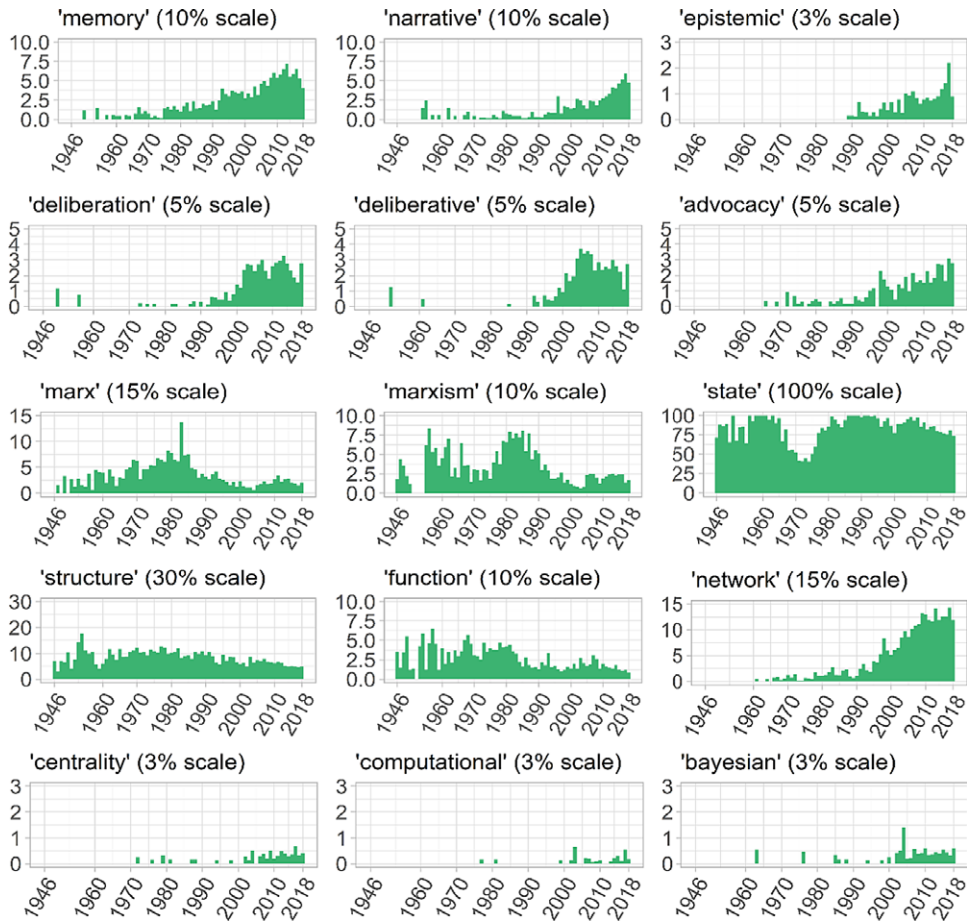 'memory' (10% scale) 'narrative' (10% scale) 'epistemic' (3% scale)
10.0 10.0 3
7.5 7.5 2
5.0 5.0
2.5 2.5 1
0.0 0.0 0
1946 1960 1970 1980 1990 2000 2010 2018 1946 1960 1970 1980 1990 2000 2010 2018 1946 1960 1970 1980 1990 2000 2010 2018
'deliberation' (5% scale) 'deliberative' (5% scale) 'advocacy' (5% scale)
5 5 5
4 4 4
3 3 3
2 2 2
1 1 1
0 0 0
1946 1960 1970 1980 1990 2000 2010 2018 1946 1960 1970 1980 1990 2000 2010 2018 1946 1960 1970 1980 1990 2000 2010 2018
'marx' (15% scale) 'marxism' (10% scale) 'state' (100% scale)
15 10.0 100
10 7.5 75
5.0 50
5 2.5 25
0 0.0 0
1946 1960 1970 1980 1990 2000 2010 2018 1946 1960 1970 1980 1990 2000 2010 2018 1946 1960 1970 1980 1990 2000 2010 2018
'structure' (30% scale) 'function' (10% scale) 'network' (15% scale)
30 10.0 15
20 7.5 10
5.0
10 2.5 5
0 0.0 0
1946 1960 1970 1980 1990 2000 2010 2018 1946 1960 1970 1980 1990 2000 2010 2018 1946 1960 1970 1980 1990 2000 2010 2018
'centrality' (3% scale) 'computational' (3% scale) 'bayesian' (3% scale)
3 3 3
2 2 2
1 1 1
0 0 0
1946 1960 1970 1980 1990 2000 2010 2018 1946 1960 1970 1980 1990 2000 2010 2018 1946 1960 1970 1980 1990 2000 2010 2018